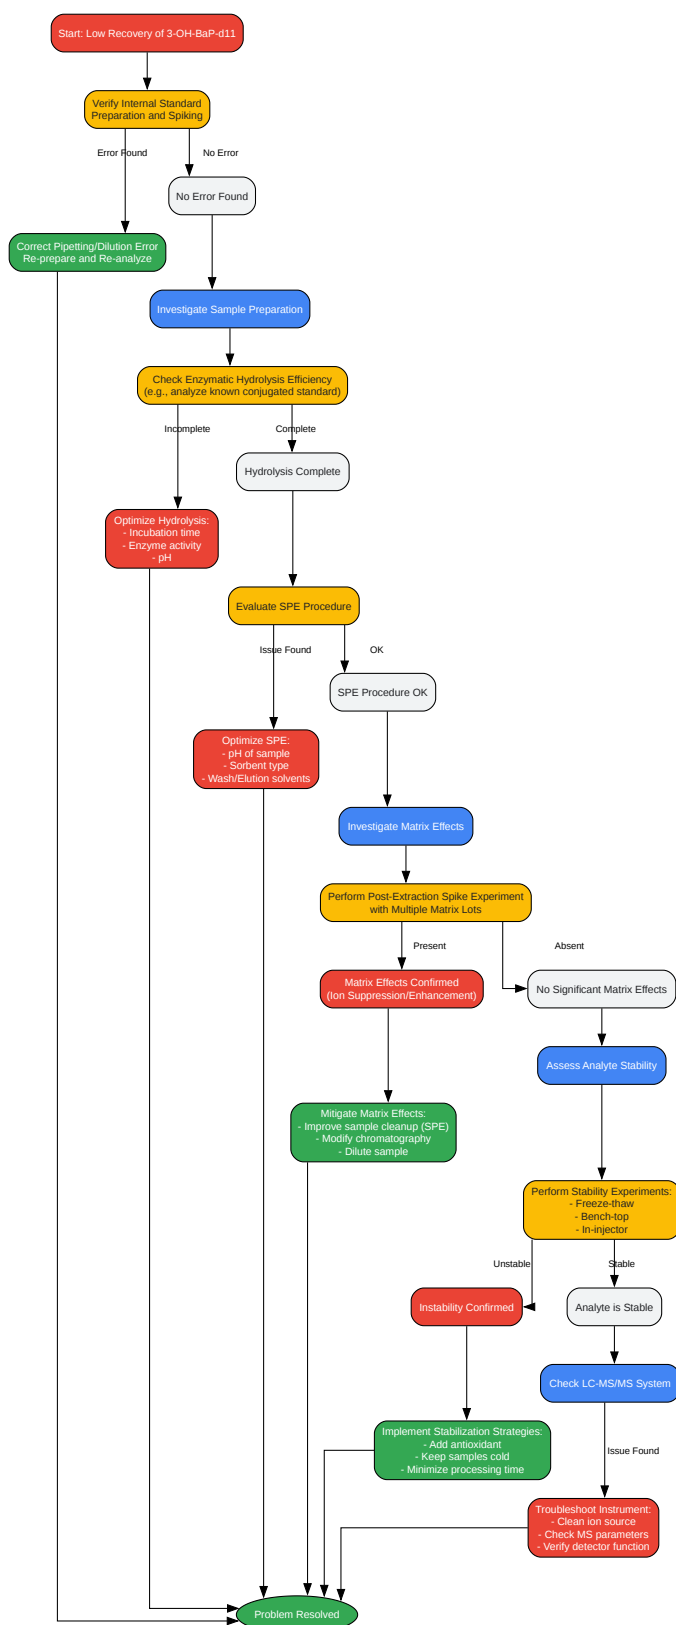 Start: Low Recovery of 3-OH-BaP-d11
Verify Internal Standard
Preparation and Spiking
Error Found
No Error
No Error Found
Correct Pipetting/Dilution Error
Re-prepare and Re-analyze
Investigate Sample Preparation
Check Enzymatic Hydrolysis Efficiency
(e.g., analyze known conjugated standard)
Incomplete
Complete
Hydrolysis Complete
Optimize Hydrolysis:
- Incubation time
- Enzyme activity
- pH
Evaluate SPE Procedure
Issue Found
OK
SPE Procedure OK
Optimize SPE:
- pH of sample
- Sorbent type
- Wash/Elution solvents
Investigate Matrix Effects
Perform Post-Extraction Spike Experiment
with Multiple Matrix Lots
Present
Absent
Matrix Effects Confirmed
(Ion Suppression/Enhancement)
No Significant Matrix Effects
Assess Analyte Stability
Mitigate Matrix Effects:
- Improve sample cleanup (SPE)
- Modify chromatography
- Dilute sample
Perform Stability Experiments:
- Freeze-thaw
- Bench-top
- In-injector
Unstable
Stable
Instability Confirmed
Analyte is Stable
Check LC-MS/MS System
Implement Stabilization Strategies:
- Add antioxidant
- Keep samples cold
- Minimize processing time
Issue Found
Troubleshoot Instrument:
- Clean ion source
- Check MS parameters
- Verify detector function
Problem Resolved